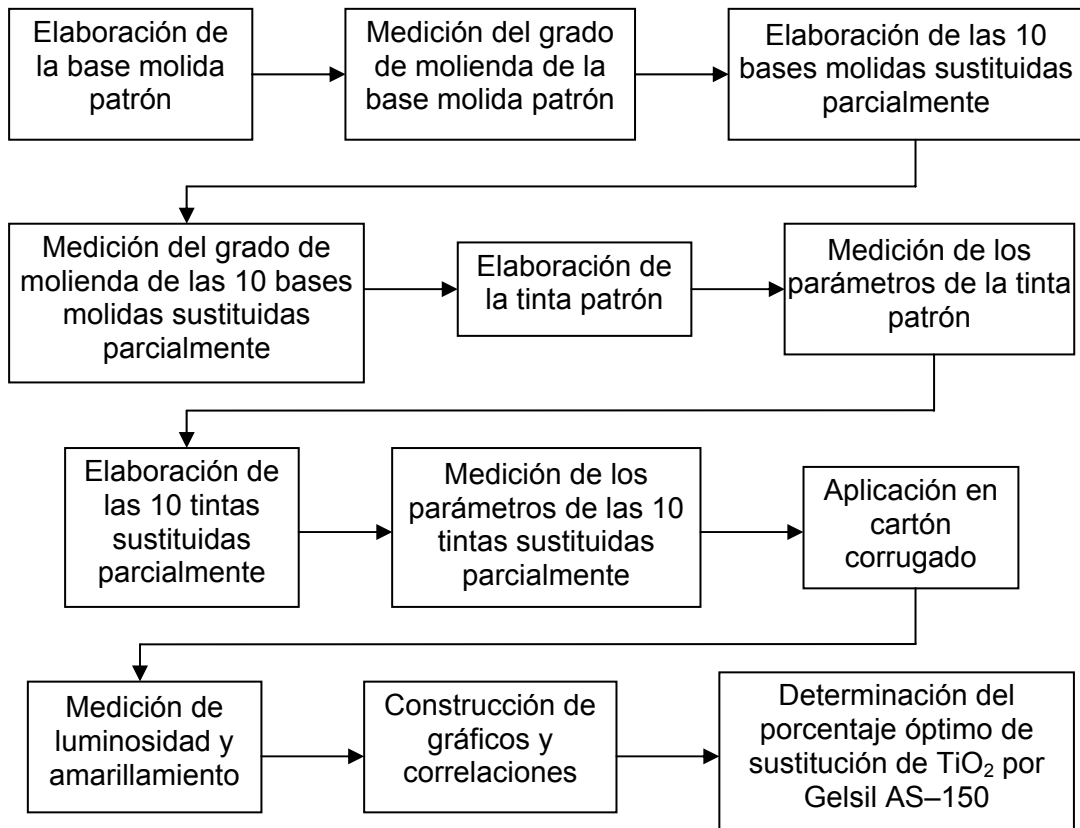 Elaboración de
la base molida
patrón
Medición del grado
de molienda de la
base molida patrón
Elaboración de las 10
bases molidas sustituidas
parcialmente
Medición del grado de
molienda de las 10 bases
molidas sustituidas
parcialmente
Elaboración de
la tinta patrón
Medición de los
parámetros de la tinta
patrón
Elaboración de
las 10 tintas
sustituidas
parcialmente
Medición de los
parámetros de las 10
tintas sustituidas
parcialmente
Aplicación en
cartón
corrugado
Medición de
luminosidad y
amarillamiento
Construcción de
gráficos y
correlaciones
Determinación del
porcentaje óptimo de
sustitución de TiO₂ por
Gelsil AS–150